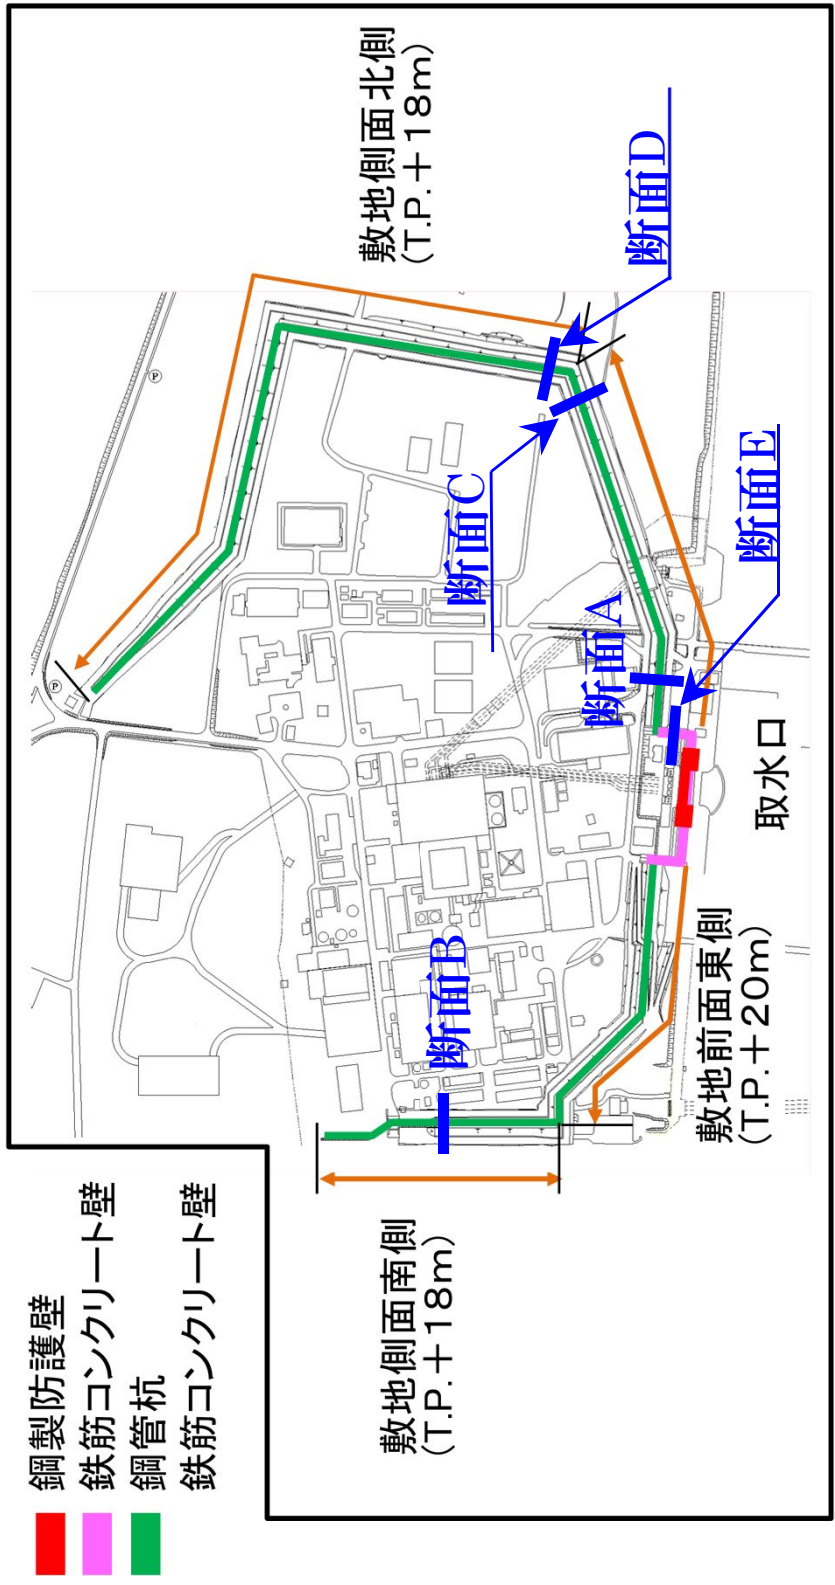 鋼製防護壁
鉄筋コンクリート壁
鋼管杭
鉄筋コンクリート壁
敷地側面南側
(T.P.+18m)
敷地側面北側
(T.P.+18m)
敷地前面東側
(T.P.+20m)
取水口
断面A
断面B
断面C
断面D
断面E
P
P